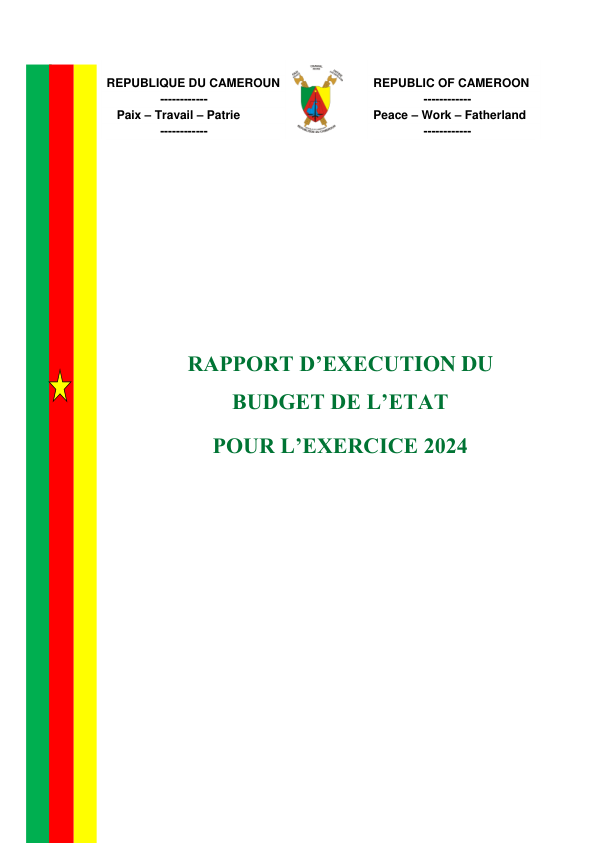 REPUBLIQUE DU CAMEROUN
------------
Paix – Travail – Patrie
------------
REPUBLIC OF CAMEROON
------------
Peace – Work – Fatherland
------------
RAPPORT D’EXECUTION DU
BUDGET DE L’ETAT
POUR L’EXERCICE 2024